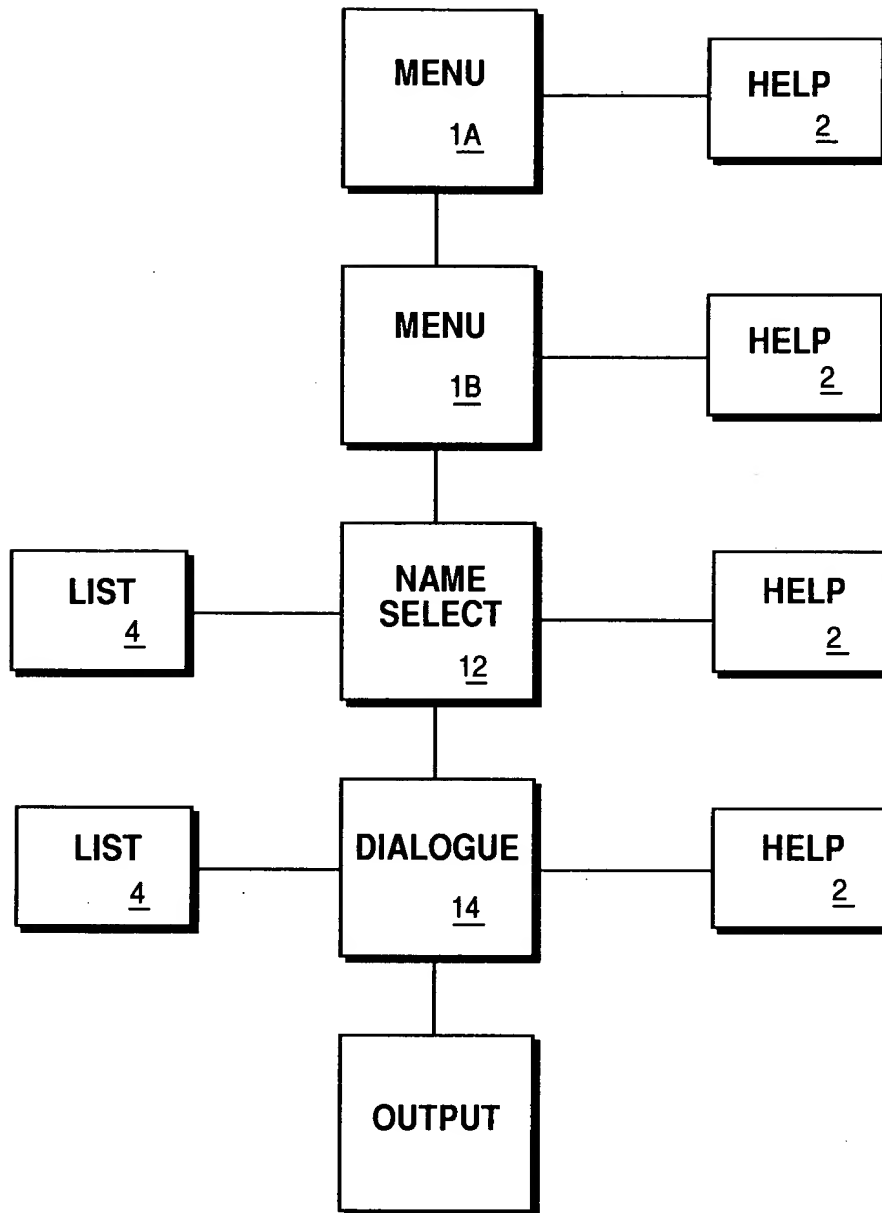 MENU
1A
HELP
2
MENU
1B
HELP
2
LIST
4
NAME
SELECT
12
HELP
2
LIST
4
DIALOGUE
14
HELP
2
OUTPUT